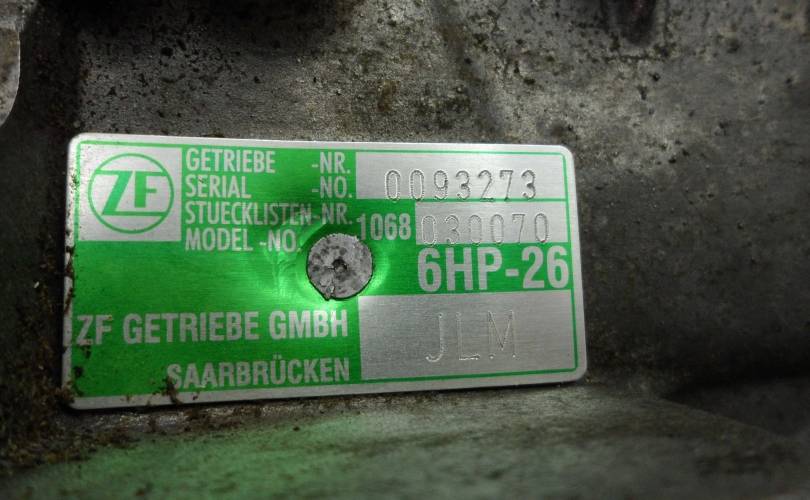 ZF
GETRIEBE -NR.
SERIAL -NO. 0093273
STUECKLISTEN-NR.
MODEL -NO. 1068 030070
6HP-26
ZF GETRIEBE GMBH
SAARBRÜCKEN
JLM